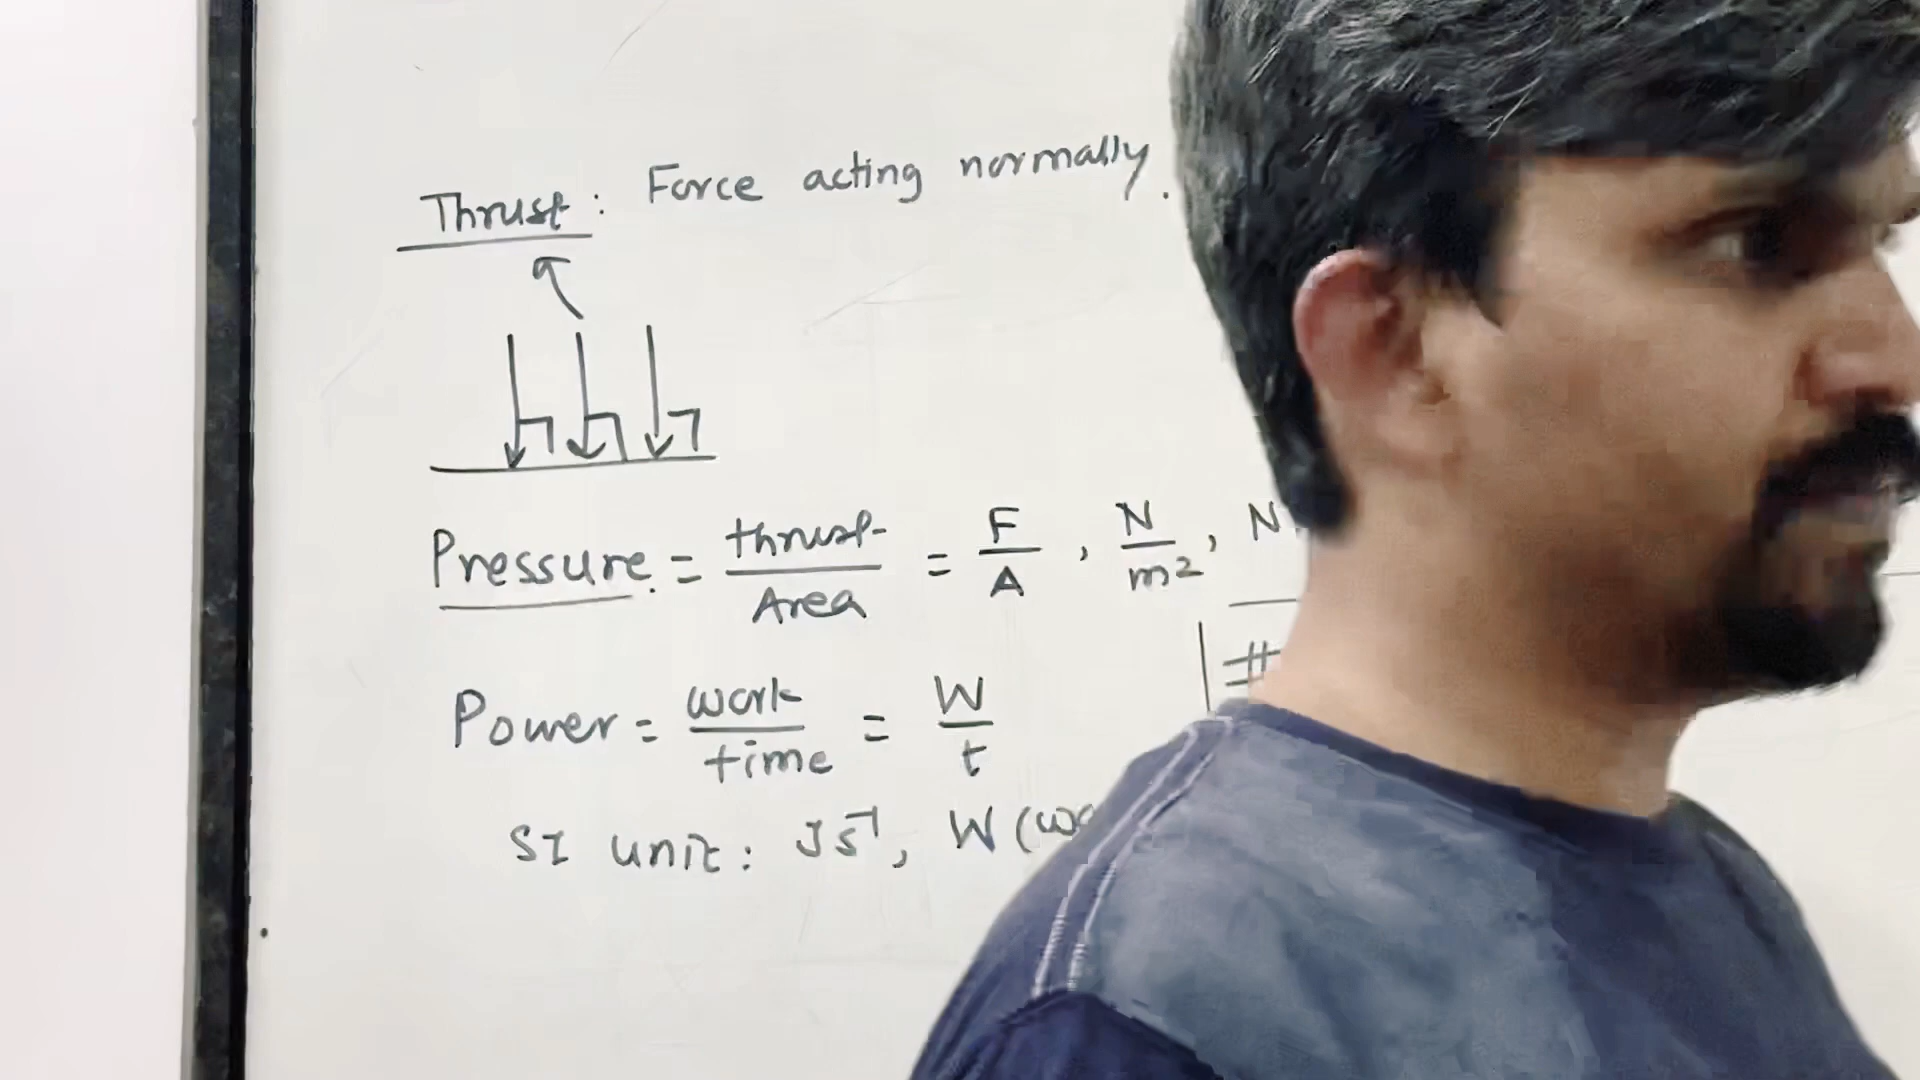 Thrust: Force acting normally.
Pressure = thrust/Area = F/A, N/m², N
Power = work/time = W/t
SI unit: Js⁻¹, W
#